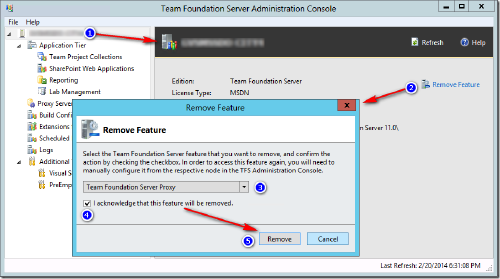 Team Foundation Server Administration Console
File Help
1
Application Tier
Team Project Collections
SharePoint Web Applications
Reporting
Lab Management
Proxy Server
Build Confi
Extensions
Scheduled
Logs
Additional
Visual S
PreEmp
Refresh
Help
Edition: Team Foundation Server
License Type: MSDN
2
Remove Feature
on Server 11.0\
Remove Feature
X
Remove Feature
Select the Team Foundation Server feature that you want to remove, and confirm the
action by checking the checkbox. In order to access this feature again, you will need to
manually configure it from the respective node in the TFS Administration Console.
Team Foundation Server Proxy
3
I acknowledge that this feature will be removed.
4
5
Remove Cancel
Last Refresh: 2/20/2014 6:31:08 PM